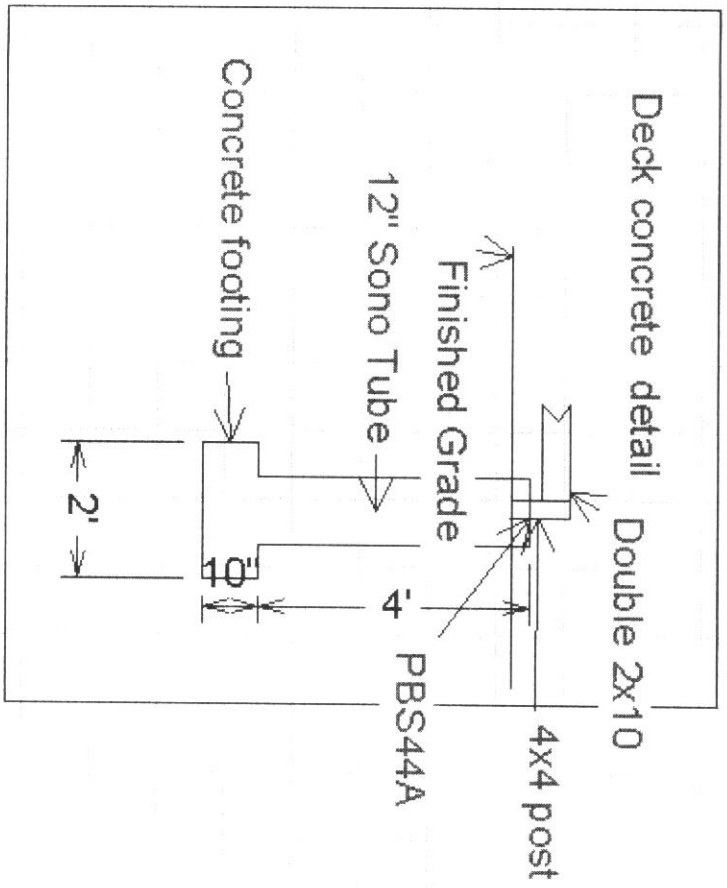 Deck concrete detail
Double 2x10
4x4 post
PBS44A
Finished Grade
12" Sono Tube
4'
Concrete footing
10"
2'